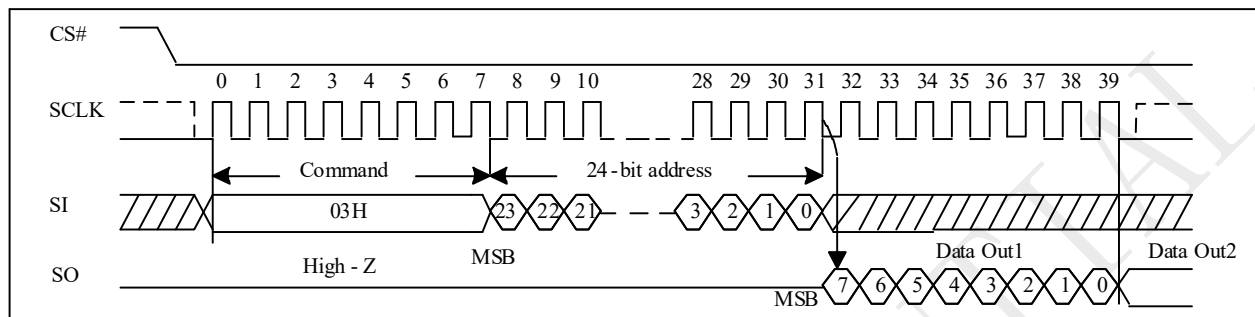 CS#
0 1 2 3 4 5 6 7 8 9 10 28 29 30 31 32 33 34 35 36 37 38 39
SCLK
Command 24-bit address
SI 03H 23 22 21 3 2 1 0
High - Z MSB Data Out1 Data Out2
SO MSB 7 6 5 4 3 2 1 0
TIAL